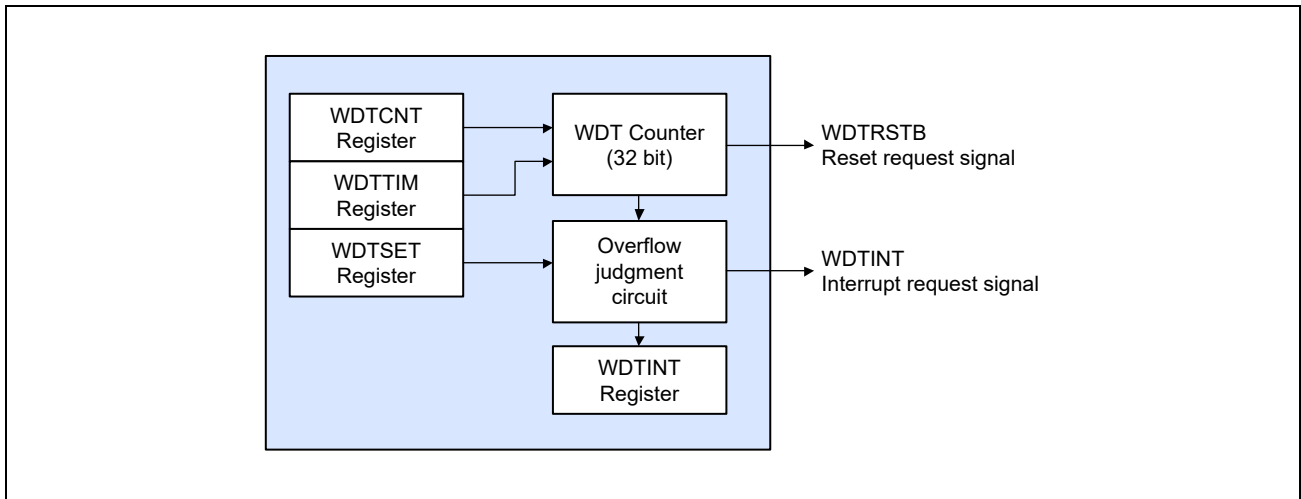 WDTCNT
Register
WDTTIM
Register
WDTSET
Register
WDT Counter
(32 bit)
Overflow
judgment
circuit
WDTINT
Register
WDTRSTB
Reset request signal
WDTINT
Interrupt request signal